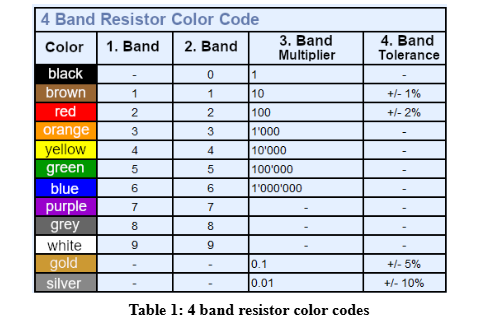 4 Band Resistor Color Code
Color 1. Band 2. Band 3. Band Multiplier 4. Band Tolerance
black - 0 1 -
brown 1 1 10 +/- 1%
red 2 2 100 +/- 2%
orange 3 3 1'000 -
yellow 4 4 10'000 -
green 5 5 100'000 -
blue 6 6 1'000'000 -
purple 7 7 - -
grey 8 8 - -
white 9 9 - -
gold - - 0.1 +/- 5%
silver - - 0.01 +/- 10%
Table 1: 4 band resistor color codes